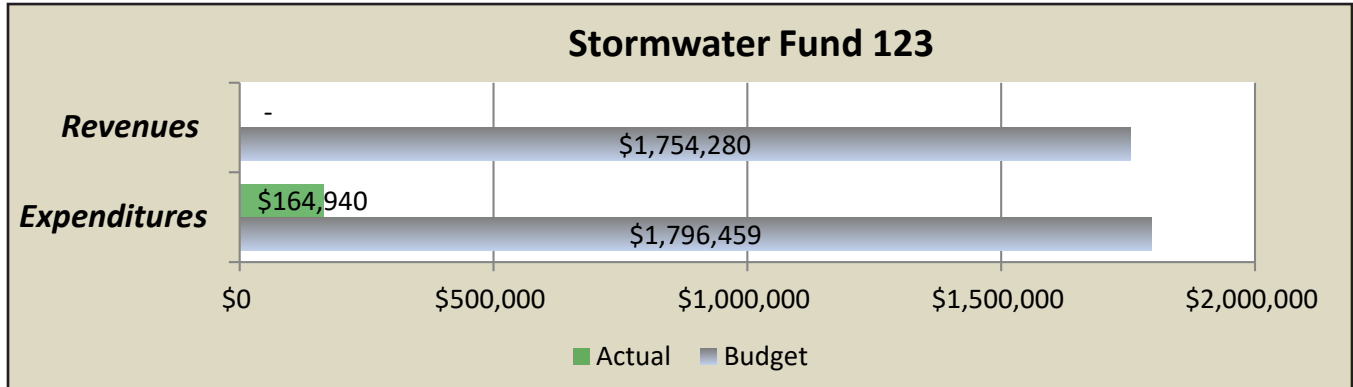 Stormwater Fund 123
Revenues
-
$1,754,280
Expenditures
$164,940
$1,796,459
$0 $500,000 $1,000,000 $1,500,000 $2,000,000
Actual Budget